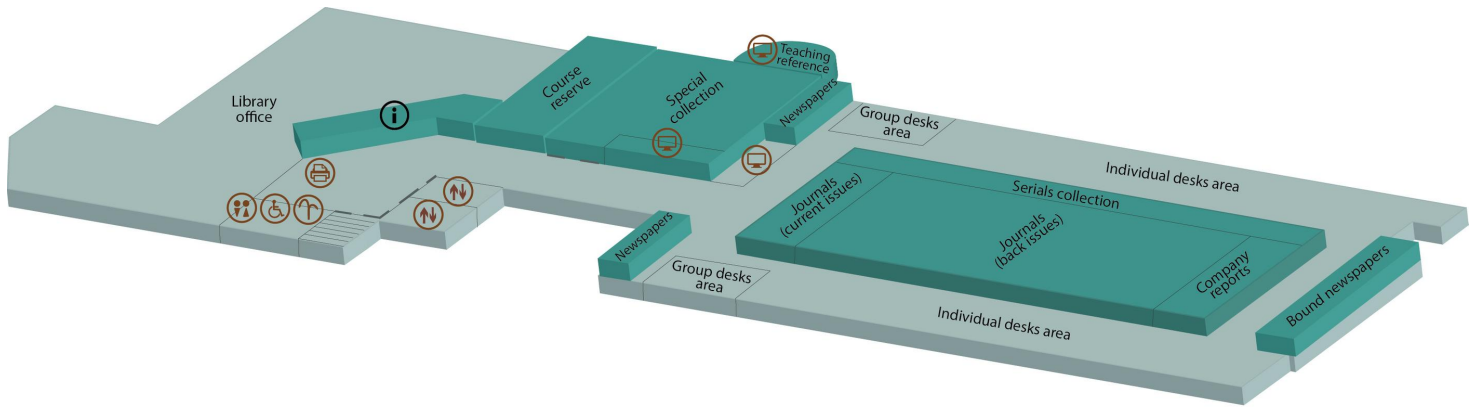 Library
office
i
Course
reserve
Special
collection
Teaching
reference
Newspapers
Group desks
area
Individual desks area
Serials collection
Journals
(current issues)
Journals
(back issues)
Company
reports
Newspapers
Group desks
area
Individual desks area
Bound newspapers